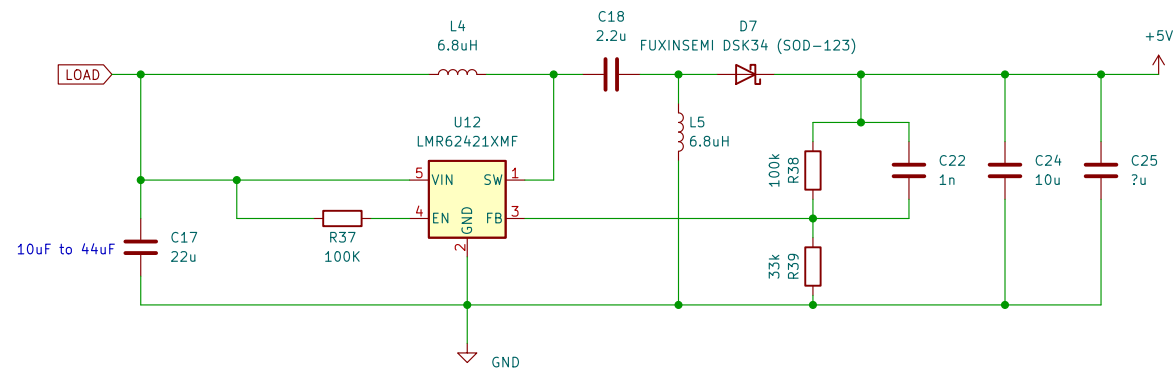 LOAD
L4
6.8uH
C18
2.2u
D7
FUXINSEMI DSK34 (SOD-123)
+5V
L5
6.8uH
U12
LMR62421XMF
5
VIN
SW
1
4
EN
GND
FB
3
2
100k
R38
C22
1n
C24
10u
C25
?u
R37
100K
10uF to 44uF
C17
22u
33k
R39
GND